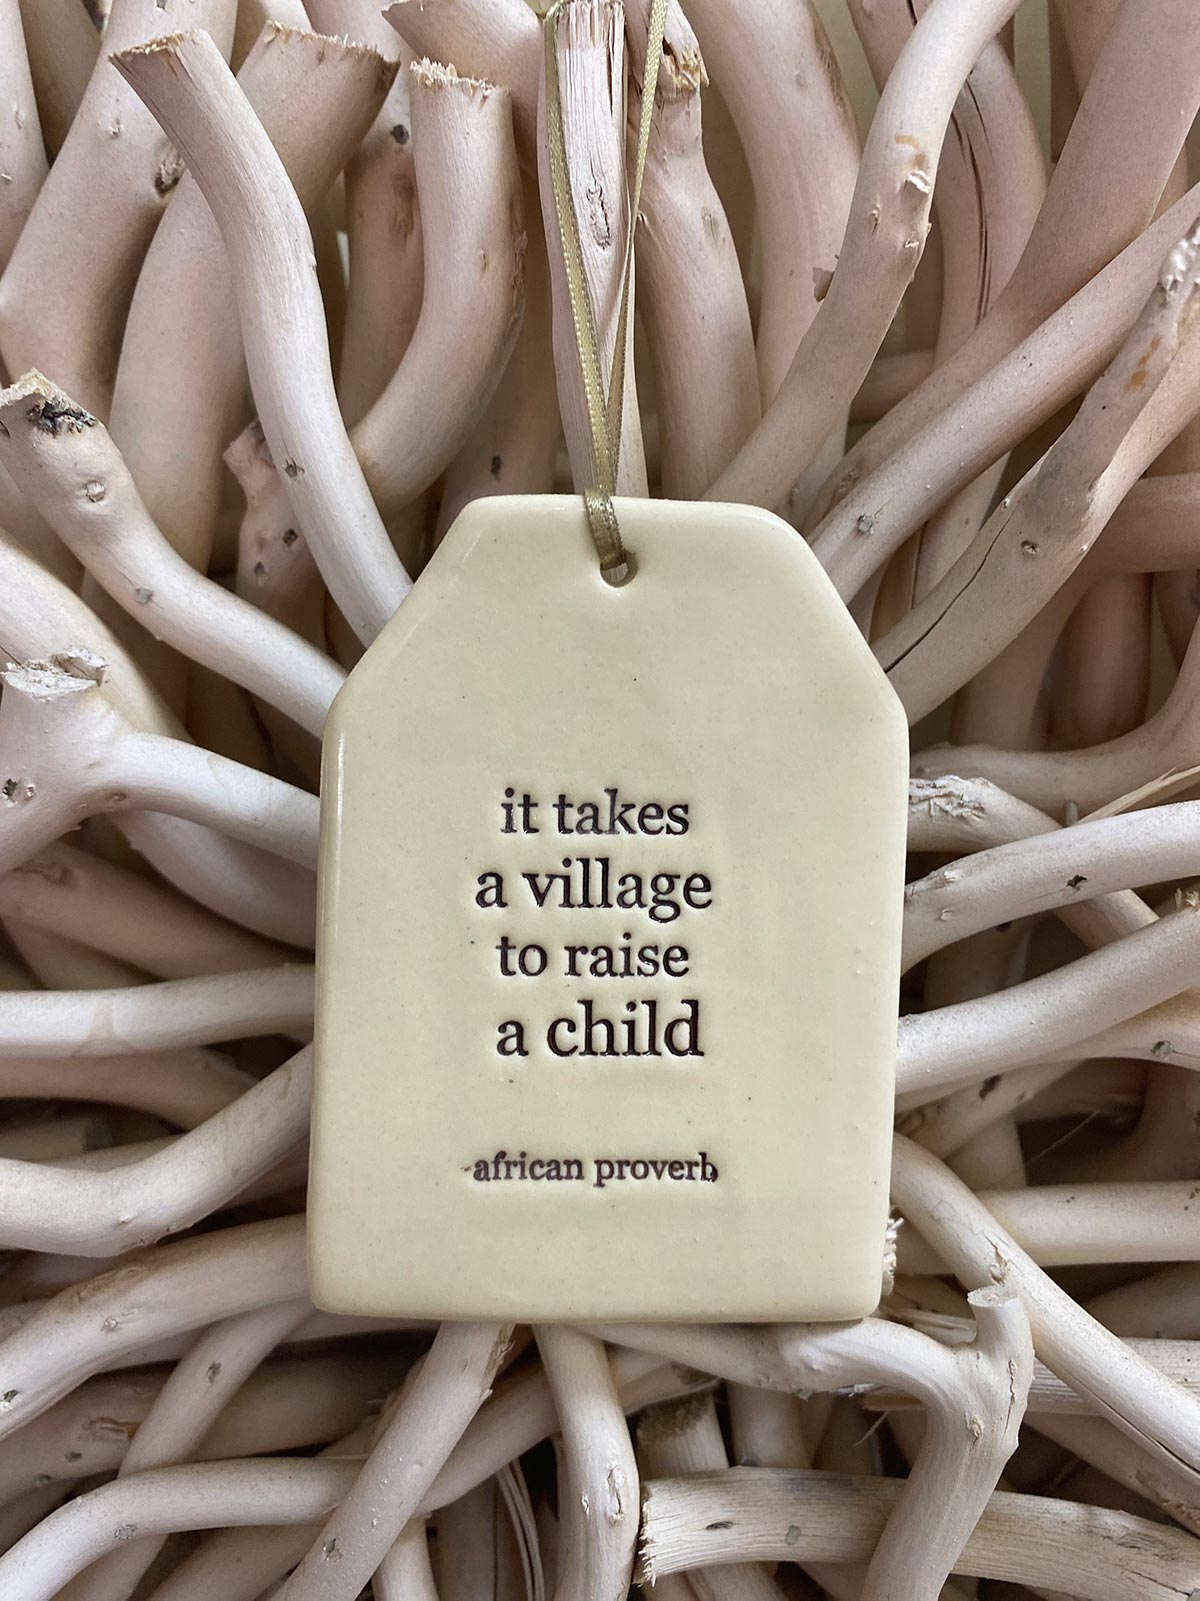 it takes
a village
to raise
a child
-african proverb